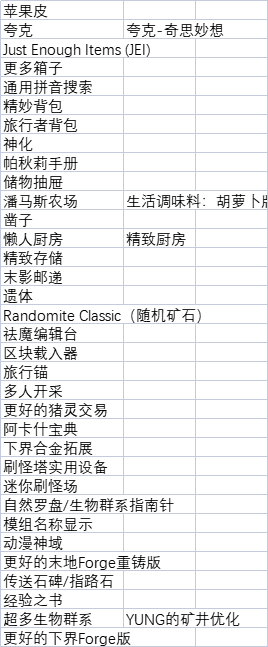 苹果皮
夸克 夸克-奇思妙想
Just Enough Items (JEI)
更多箱子
通用拼音搜索
精妙背包
旅行者背包
神化
帕秋莉手册
储物抽屉
潘马斯农场 生活调味料：胡萝卜
凿子
懒人厨房 精致厨房
精致存储
末影邮递
遗体
Randomite Classic（随机矿石）
祛魔编辑台
区块载入器
旅行锚
多人开采
更好的猪灵交易
阿卡什宝典
下界合金拓展
刷怪塔实用设备
迷你刷怪场
自然罗盘/生物群系指南针
模组名称显示
动漫神域
更好的末地Forge重铸版
传送石碑/指路石
经验之书
超多生物群系 YUNG的矿井优化
更好的下界Forge版